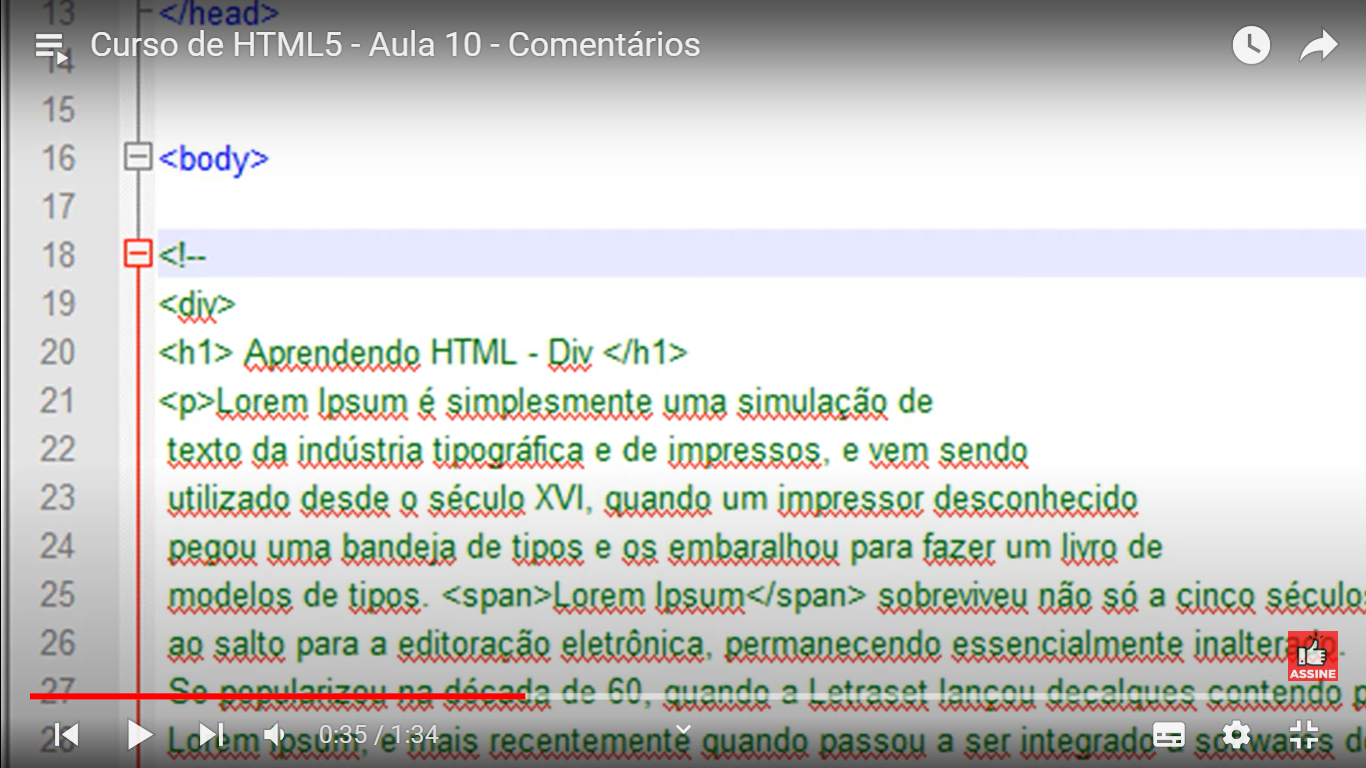 13 </head>
Curso de HTML5 - Aula 10 - Comentários
14
15
16 <body>
17
18 <!--
19 <div>
20 <h1> Aprendendo HTML - Div </h1>
21 <p>Lorem Ipsum é simplesmente uma simulação de
22 texto da indústria tipográfica e de impressos, e vem sendo
23 utilizado desde o século XVI, quando um impressor desconhecido
24 pegou uma bandeja de tipos e os embaralhou para fazer um livro de
25 modelos de tipos. <span>Lorem Ipsum</span> sobreviveu não só a cinco séculos
26 ao salto para a editoração eletrônica, permanecendo essencialmente inalterado.
ASSINE
27 Se popularizou na década de 60, quando a Letraset lançou decalques contendo p
0:35 / 1:34
28 Lorem Ipsum, e mais recentemente quando passou a ser integrado a softwares d